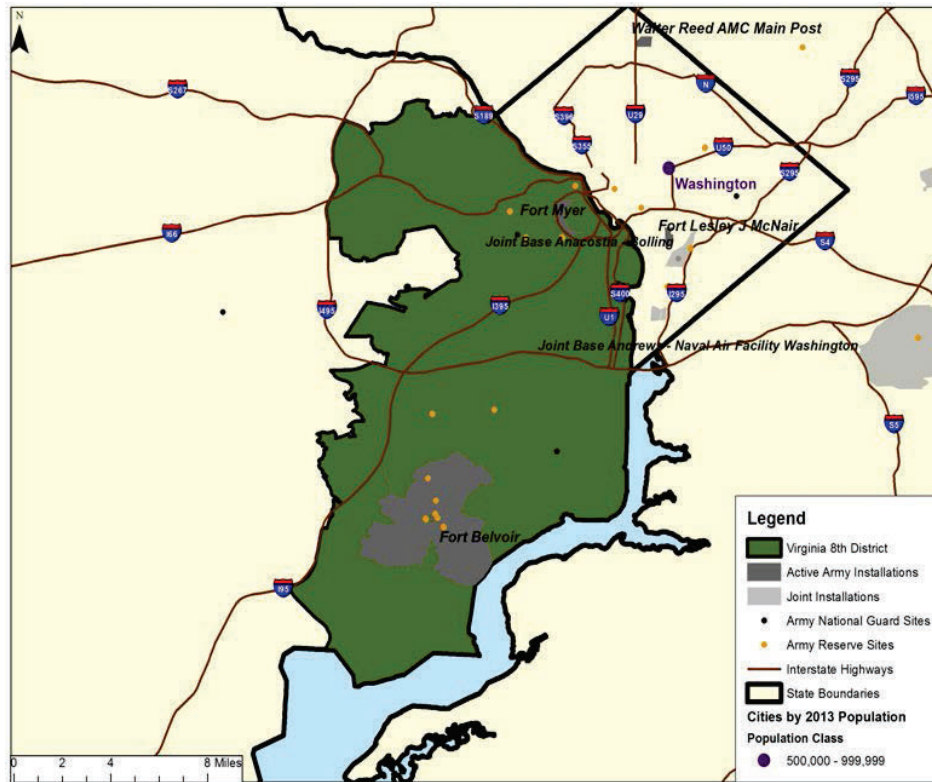 N
Walter Reed AMC Main Post
S267
S189
S396
U29
N
S295
I595
S355
U50
S295
Washington
Fort Myer
Fort Lesley J McNair
I66
Joint Base Anacostia - Bolling
S4
I495
I395
S400
I295
U1
Joint Base Andrews - Naval Air Facility Washington
S5
Fort Belvoir
I95
Legend
Virginia 8th District
Active Army Installations
Joint Installations
Army National Guard Sites
Army Reserve Sites
Interstate Highways
State Boundaries
Cities by 2013 Population
Population Class
500,000 - 999,999
0 2 4 8 Miles